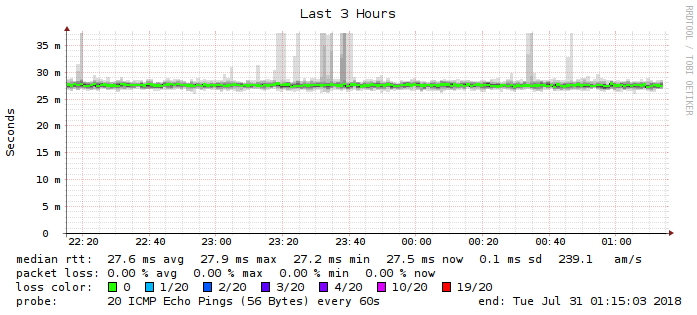 Last 3 Hours
RRDTOOL / TOBI OETIKER
Seconds
35 m
30 m
25 m
20 m
15 m
10 m
5 m
0
22:20 22:40 23:00 23:20 23:40 00:00 00:20 00:40 01:00
median rtt: 27.6 ms avg 27.9 ms max 27.2 ms min 27.5 ms now 0.1 ms sd 239.1 am/s
packet loss: 0.00 % avg 0.00 % max 0.00 % min 0.00 % now
loss color: 0 1/20 2/20 3/20 4/20 10/20 19/20
probe: 20 ICMP Echo Pings (56 Bytes) every 60s end: Tue Jul 31 01:15:03 2018